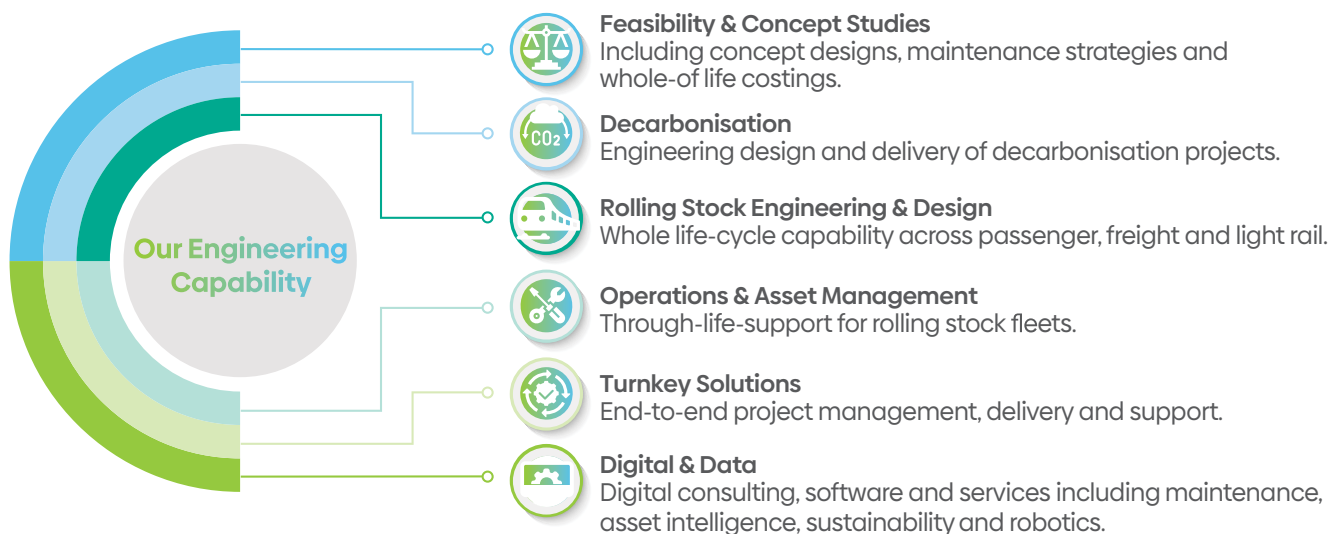 Our Engineering
Capability
Feasibility & Concept Studies
Including concept designs, maintenance strategies and
whole-of life costings.
CO₂
Decarbonisation
Engineering design and delivery of decarbonisation projects.
Rolling Stock Engineering & Design
Whole life-cycle capability across passenger, freight and light rail.
Operations & Asset Management
Through-life-support for rolling stock fleets.
Turnkey Solutions
End-to-end project management, delivery and support.
Digital & Data
Digital consulting, software and services including maintenance,
asset intelligence, sustainability and robotics.